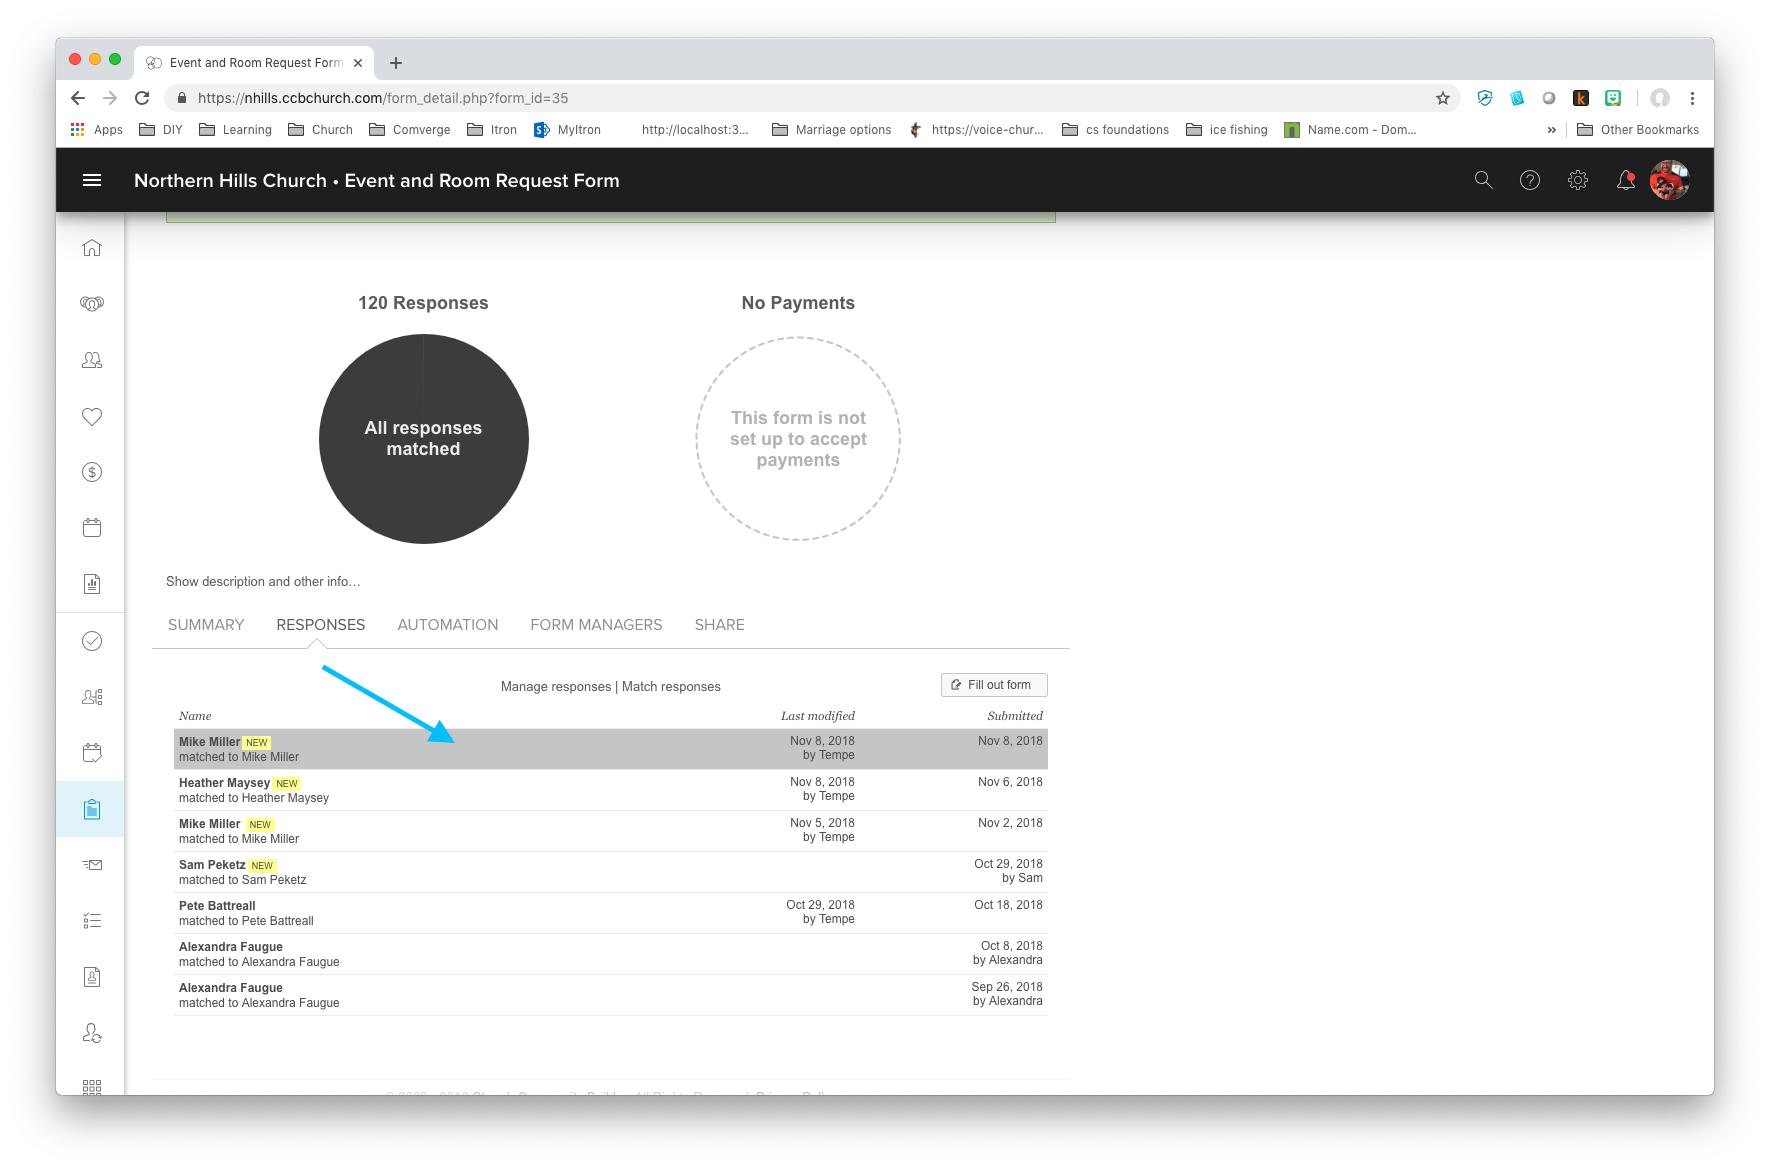 Event and Room Request Form
https://nhills.ccbchurch.com/form_detail.php?form_id=35
Apps DIY Learning Church Comverge Itron MyItron http://localhost:3... Marriage options https://voice-chur... cs foundations ice fishing Name.com - Dom... » Other Bookmarks
Northern Hills Church • Event and Room Request Form
120 Responses
No Payments
All responses
matched
This form is not
set up to accept
payments
Show description and other info…
SUMMARY RESPONSES AUTOMATION FORM MANAGERS SHARE
Manage responses | Match responses
Fill out form
Name Last modified Submitted
Mike Miller NEW Nov 8, 2018 Nov 8, 2018
matched to Mike Miller by Tempe
Heather Maysey NEW Nov 8, 2018 Nov 6, 2018
matched to Heather Maysey by Tempe
Mike Miller NEW Nov 5, 2018 Nov 2, 2018
matched to Mike Miller by Tempe
Sam Peketz NEW Oct 29, 2018
matched to Sam Peketz by Sam
Pete Battreall Oct 29, 2018 Oct 18, 2018
matched to Pete Battreall by Tempe
Alexandra Faugue Oct 8, 2018
matched to Alexandra Faugue by Alexandra
Alexandra Faugue Sep 26, 2018
matched to Alexandra Faugue by Alexandra